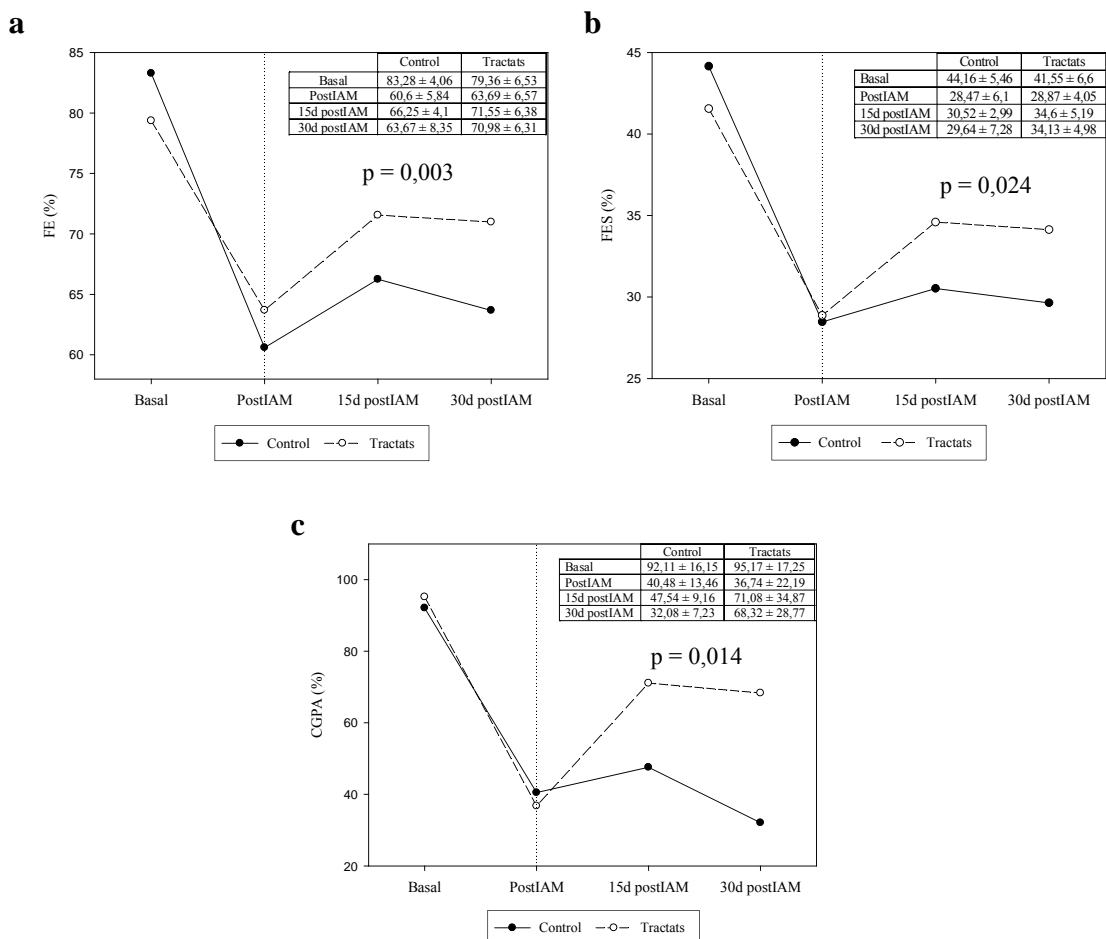 a
FE (%)
85
80
75
70
65
60
Control Tractats
Basal 83,28 ± 4,06 79,36 ± 6,53
PostIAM 60,6 ± 5,84 63,69 ± 6,57
15d postIAM 66,25 ± 4,1 71,55 ± 6,38
30d postIAM 63,67 ± 8,35 70,98 ± 6,31
p = 0,003
Basal PostIAM 15d postIAM 30d postIAM
Control Tractats
b
FES (%)
45
40
35
30
25
Control Tractats
Basal 44,16 ± 5,46 41,55 ± 6,6
PostIAM 28,47 ± 6,1 28,87 ± 4,05
15d postIAM 30,52 ± 2,99 34,6 ± 5,19
30d postIAM 29,64 ± 7,28 34,13 ± 4,98
p = 0,024
Basal PostIAM 15d postIAM 30d postIAM
Control Tractats
c
CGPA (%)
100
80
60
40
20
Control Tractats
Basal 92,11 ± 16,15 95,17 ± 17,25
PostIAM 40,48 ± 13,46 36,74 ± 22,19
15d postIAM 47,54 ± 9,16 71,08 ± 34,87
30d postIAM 32,08 ± 7,23 68,32 ± 28,77
p = 0,014
Basal PostIAM 15d postIAM 30d postIAM
Control Tractats